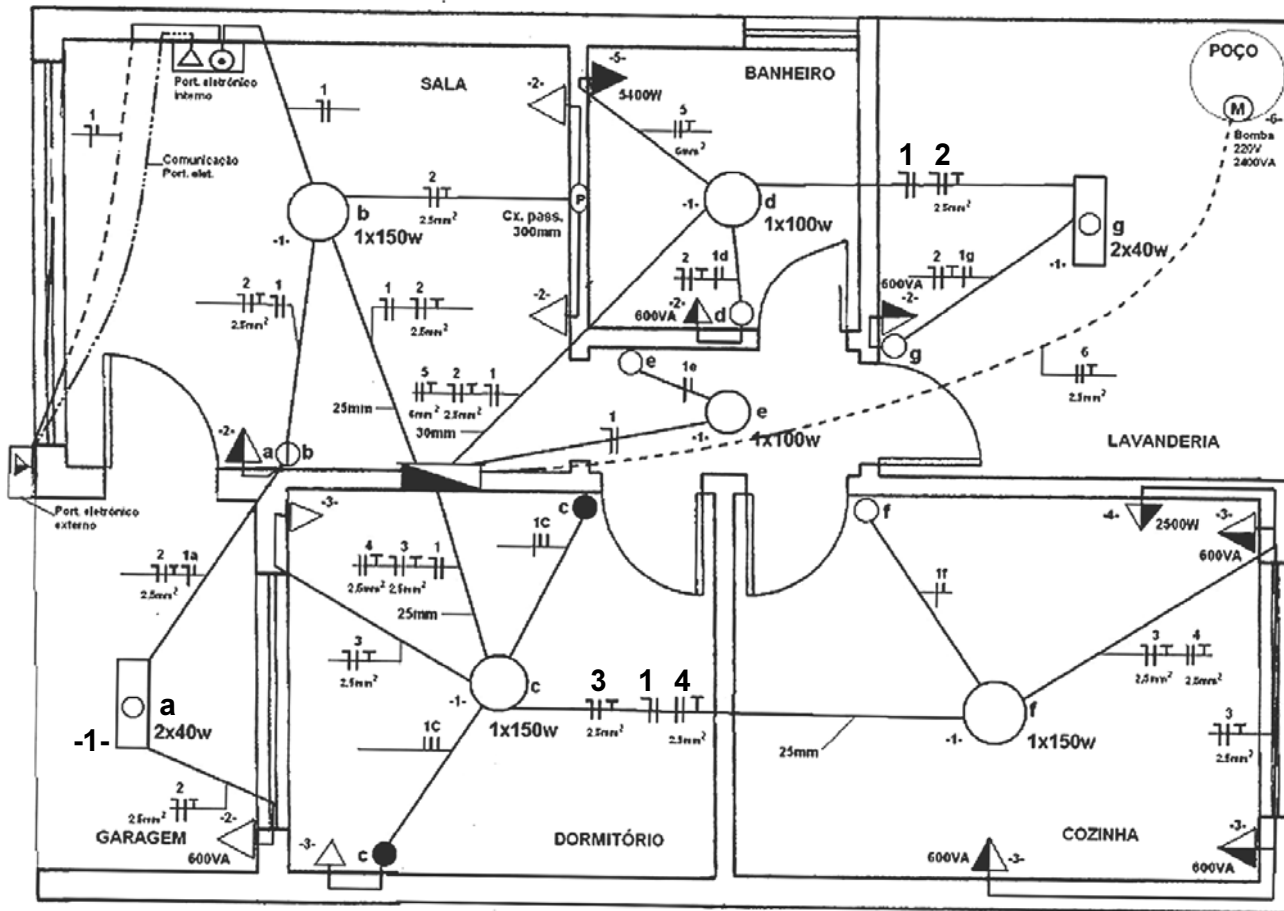 Port. eletrônico
interno
SALA
BANHEIRO
POÇO
M
-6-
Bomba
220V
2400VA
1
1
Comunicação
Port. elet.
-2-
-5-
5400W
5
6mm²
2
2.5mm²
b
-1-
1x150w
P
Cx. pass.
300mm
-1-
d
1x100w
1 2
2.5mm²
g
2x40w
-1-
2 1
2.5mm²
1 2
2.5mm²
-2-
2 1d
2.5mm²
600VA
-2-
d
2 1g
2.5mm²
600VA
-2-
g
e
1e
e
-1-
1x100w
5 2 1
6mm² 2.5mm²
30mm
25mm
1
6
2.5mm²
LAVANDERIA
-2-
a
b
Port. eletrônico
externo
-3-
c
1C
4 3 1
2.5mm² 2.5mm²
25mm
f
1f
-4-
2500W
-3-
600VA
2 1a
2.5mm²
3
2.5mm²
3 4
2.5mm² 2.5mm²
c
-1-
1x150w
3 1 4
2.5mm² 2.5mm²
25mm
f
-1-
1x150w
3
2.5mm²
a
-1-
2x40w
1C
2
2.5mm²
-2-
GARAGEM
600VA
-3-
c
DORMITÓRIO
COZINHA
600VA
-3-
-3-
600VA